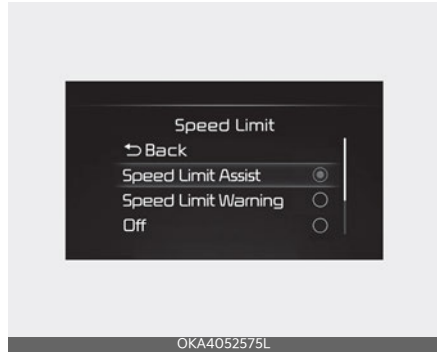 Speed Limit
Back
Speed Limit Assist
Speed Limit Warning
Off
OKA4052575L